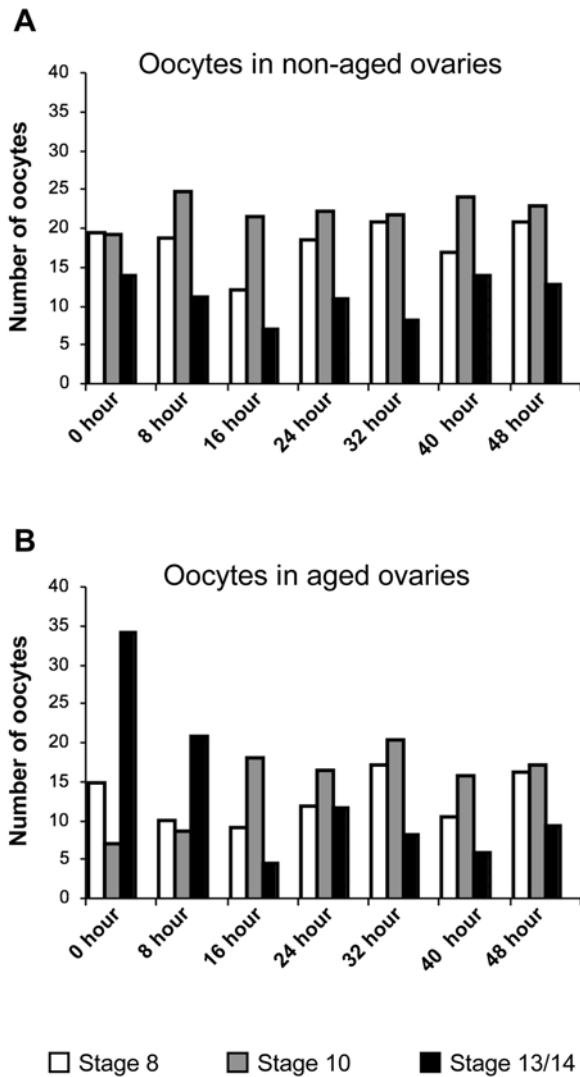 A
Oocytes in non-aged ovaries
Number of oocytes
40
35
30
25
20
15
10
5
0
0 hour
8 hour
16 hour
24 hour
32 hour
40 hour
48 hour
B
Oocytes in aged ovaries
Number of oocytes
40
35
30
25
20
15
10
5
0
0 hour
8 hour
16 hour
24 hour
32 hour
40 hour
48 hour
Stage 8 Stage 10 Stage 13/14